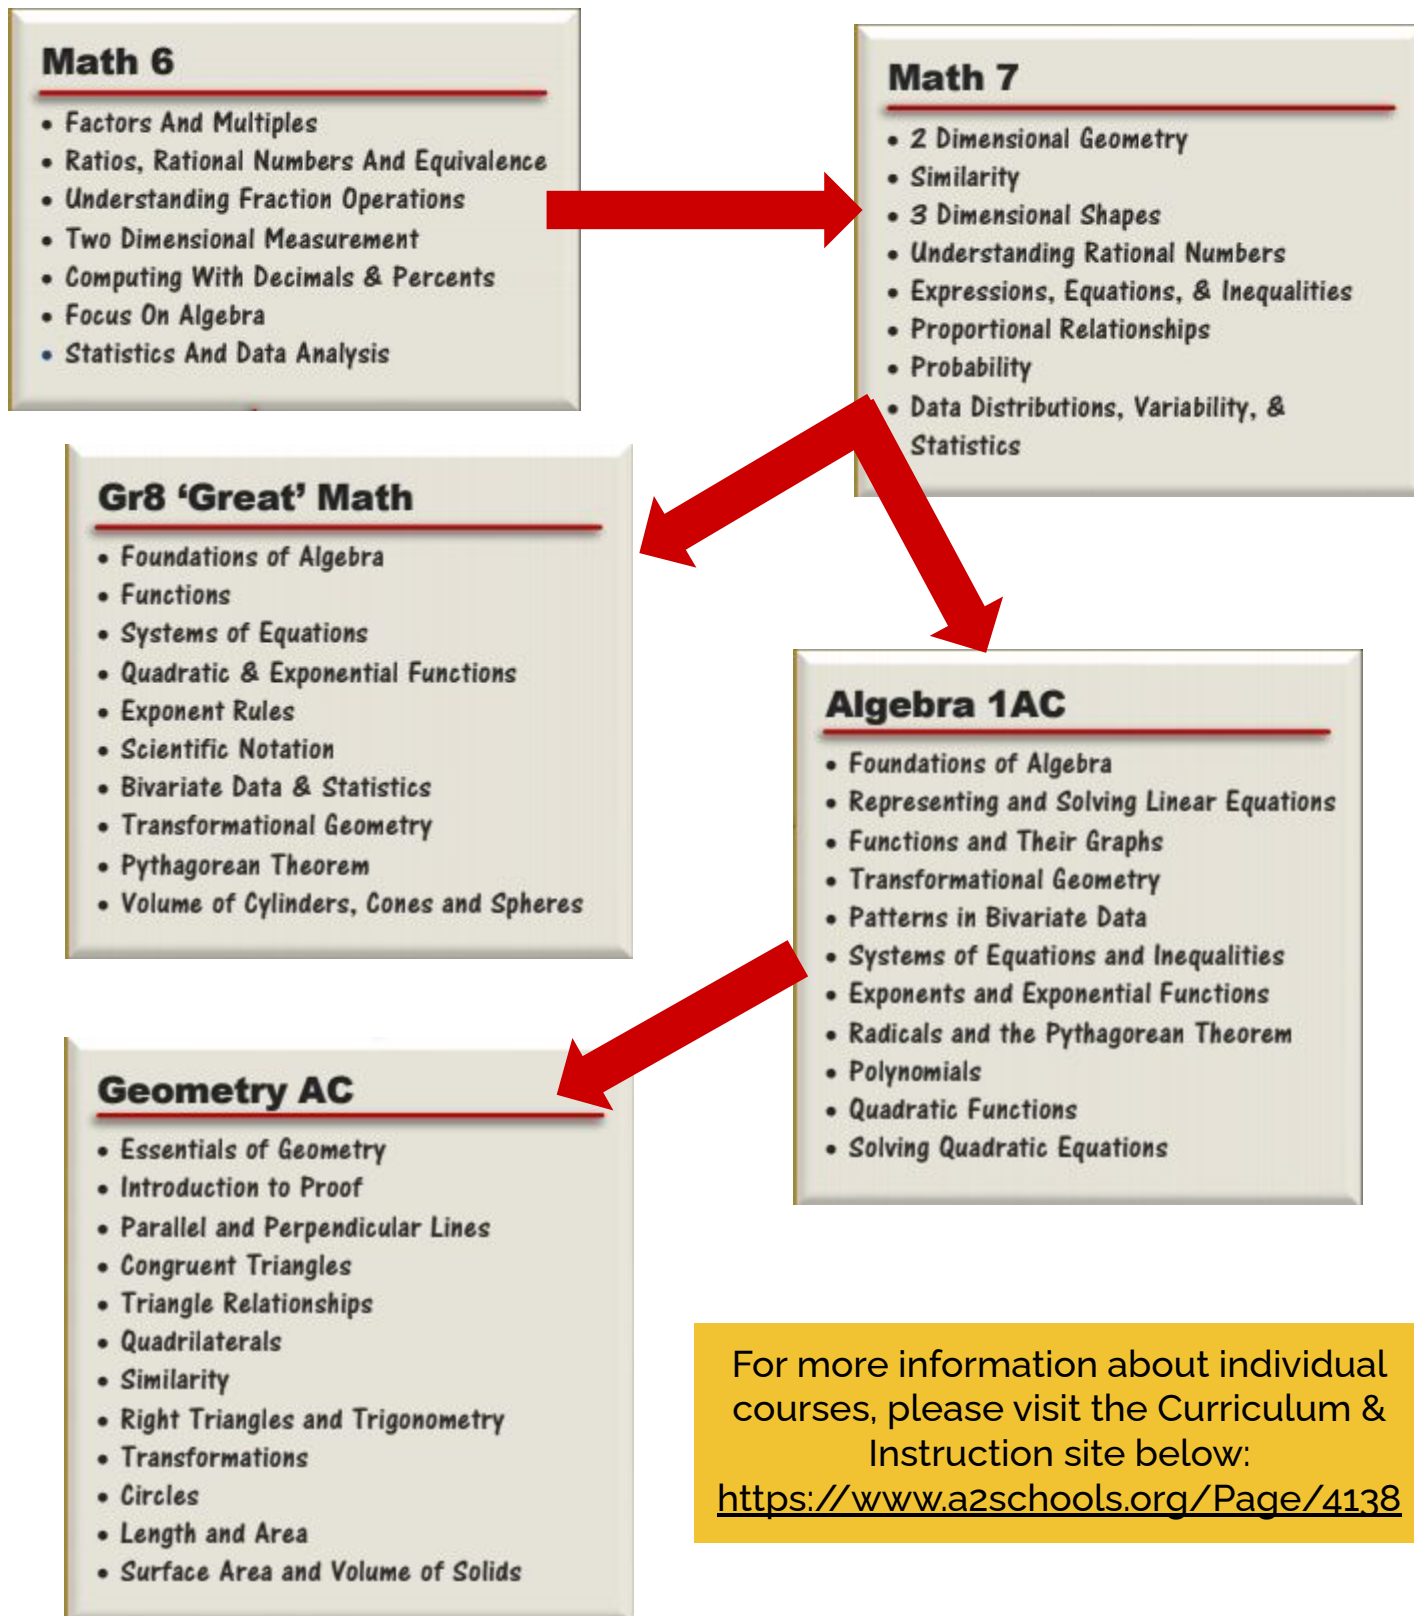 Math 6
• Factors And Multiples
• Ratios, Rational Numbers And Equivalence
• Understanding Fraction Operations
• Two Dimensional Measurement
• Computing With Decimals & Percents
• Focus On Algebra
• Statistics And Data Analysis
Math 7
• 2 Dimensional Geometry
• Similarity
• 3 Dimensional Shapes
• Understanding Rational Numbers
• Expressions, Equations, & Inequalities
• Proportional Relationships
• Probability
• Data Distributions, Variability, &
Statistics
Gr8 ‘Great’ Math
• Foundations of Algebra
• Functions
• Systems of Equations
• Quadratic & Exponential Functions
• Exponent Rules
• Scientific Notation
• Bivariate Data & Statistics
• Transformational Geometry
• Pythagorean Theorem
• Volume of Cylinders, Cones and Spheres
Algebra 1AC
• Foundations of Algebra
• Representing and Solving Linear Equations
• Functions and Their Graphs
• Transformational Geometry
• Patterns in Bivariate Data
• Systems of Equations and Inequalities
• Exponents and Exponential Functions
• Radicals and the Pythagorean Theorem
• Polynomials
• Quadratic Functions
• Solving Quadratic Equations
Geometry AC
• Essentials of Geometry
• Introduction to Proof
• Parallel and Perpendicular Lines
• Congruent Triangles
• Triangle Relationships
• Quadrilaterals
• Similarity
• Right Triangles and Trigonometry
• Transformations
• Circles
• Length and Area
• Surface Area and Volume of Solids
For more information about individual
courses, please visit the Curriculum &
Instruction site below:
https://www.a2schools.org/Page/4138